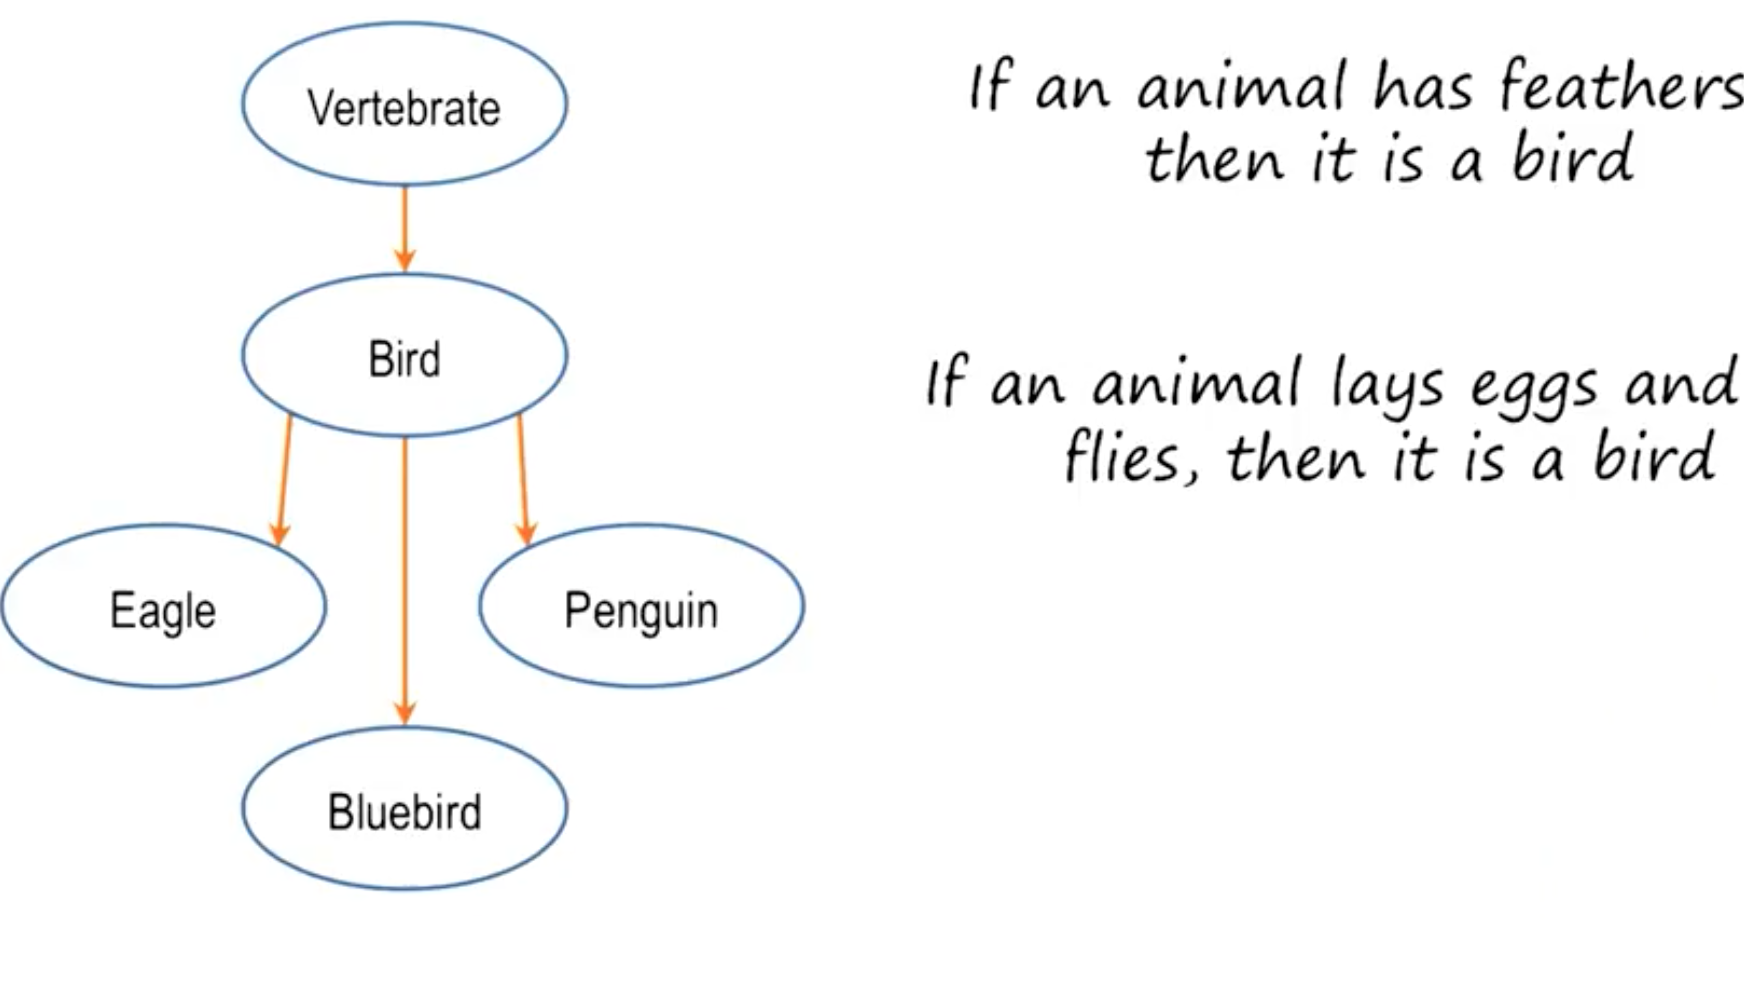 Vertebrate
Bird
Eagle
Penguin
Bluebird
If an animal has feathers
then it is a bird
If an animal lays eggs and
flies, then it is a bird